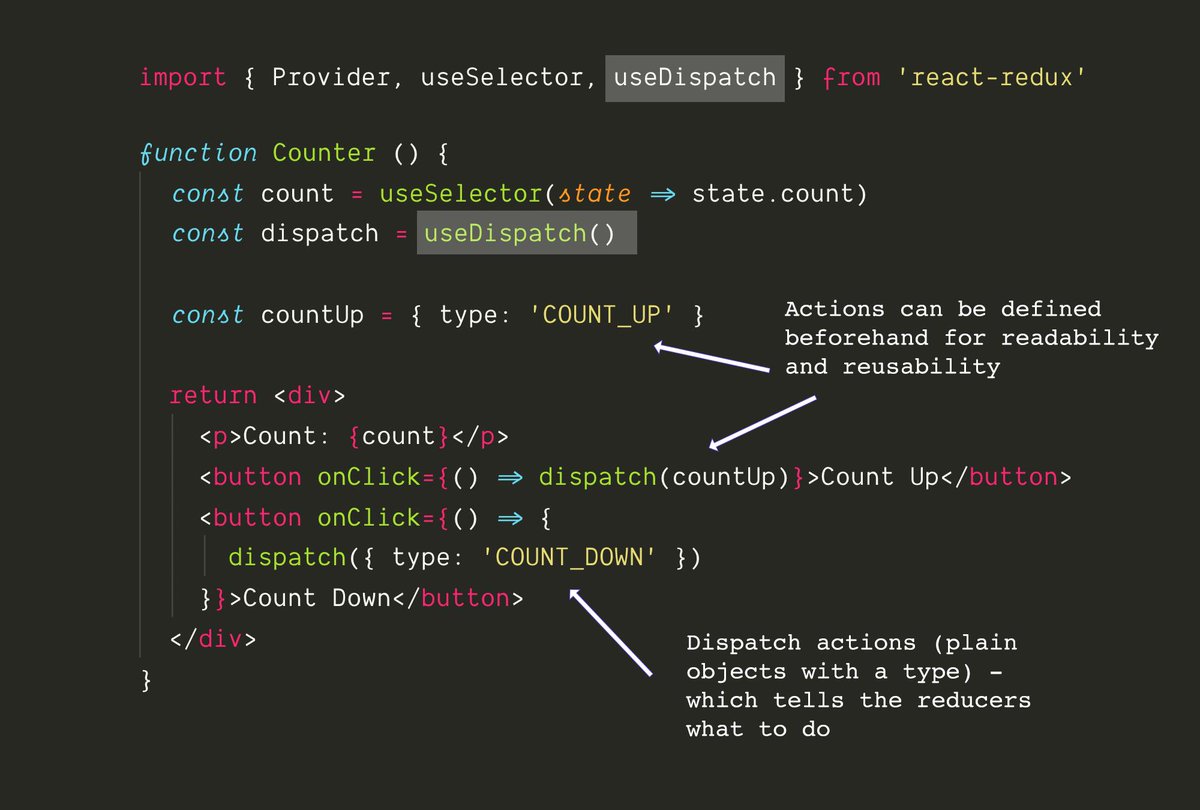 import { Provider, useSelector, useDispatch } from 'react-redux'
function Counter () {
const count = useSelector(state ⇒ state.count)
const dispatch = useDispatch()
const countUp = { type: 'COUNT_UP' }
Actions can be defined
beforehand for readability
and reusability
return <div>
<p>Count: {count}</p>
<button onClick={() ⇒ dispatch(countUp)}>Count Up</button>
<button onClick={() ⇒ {
dispatch({ type: 'COUNT_DOWN' })
}}>Count Down</button>
</div>
}
Dispatch actions (plain
objects with a type) –
which tells the reducers
what to do